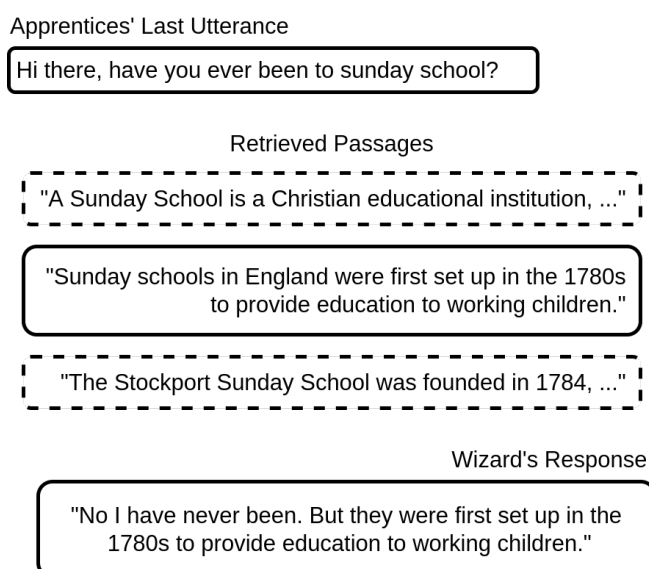 Apprentices' Last Utterance
Hi there, have you ever been to sunday school?
Retrieved Passages
"A Sunday School is a Christian educational institution, ..."
"Sunday schools in England were first set up in the 1780s
to provide education to working children."
"The Stockport Sunday School was founded in 1784, ..."
Wizard's Response
"No I have never been. But they were first set up in the
1780s to provide education to working children."